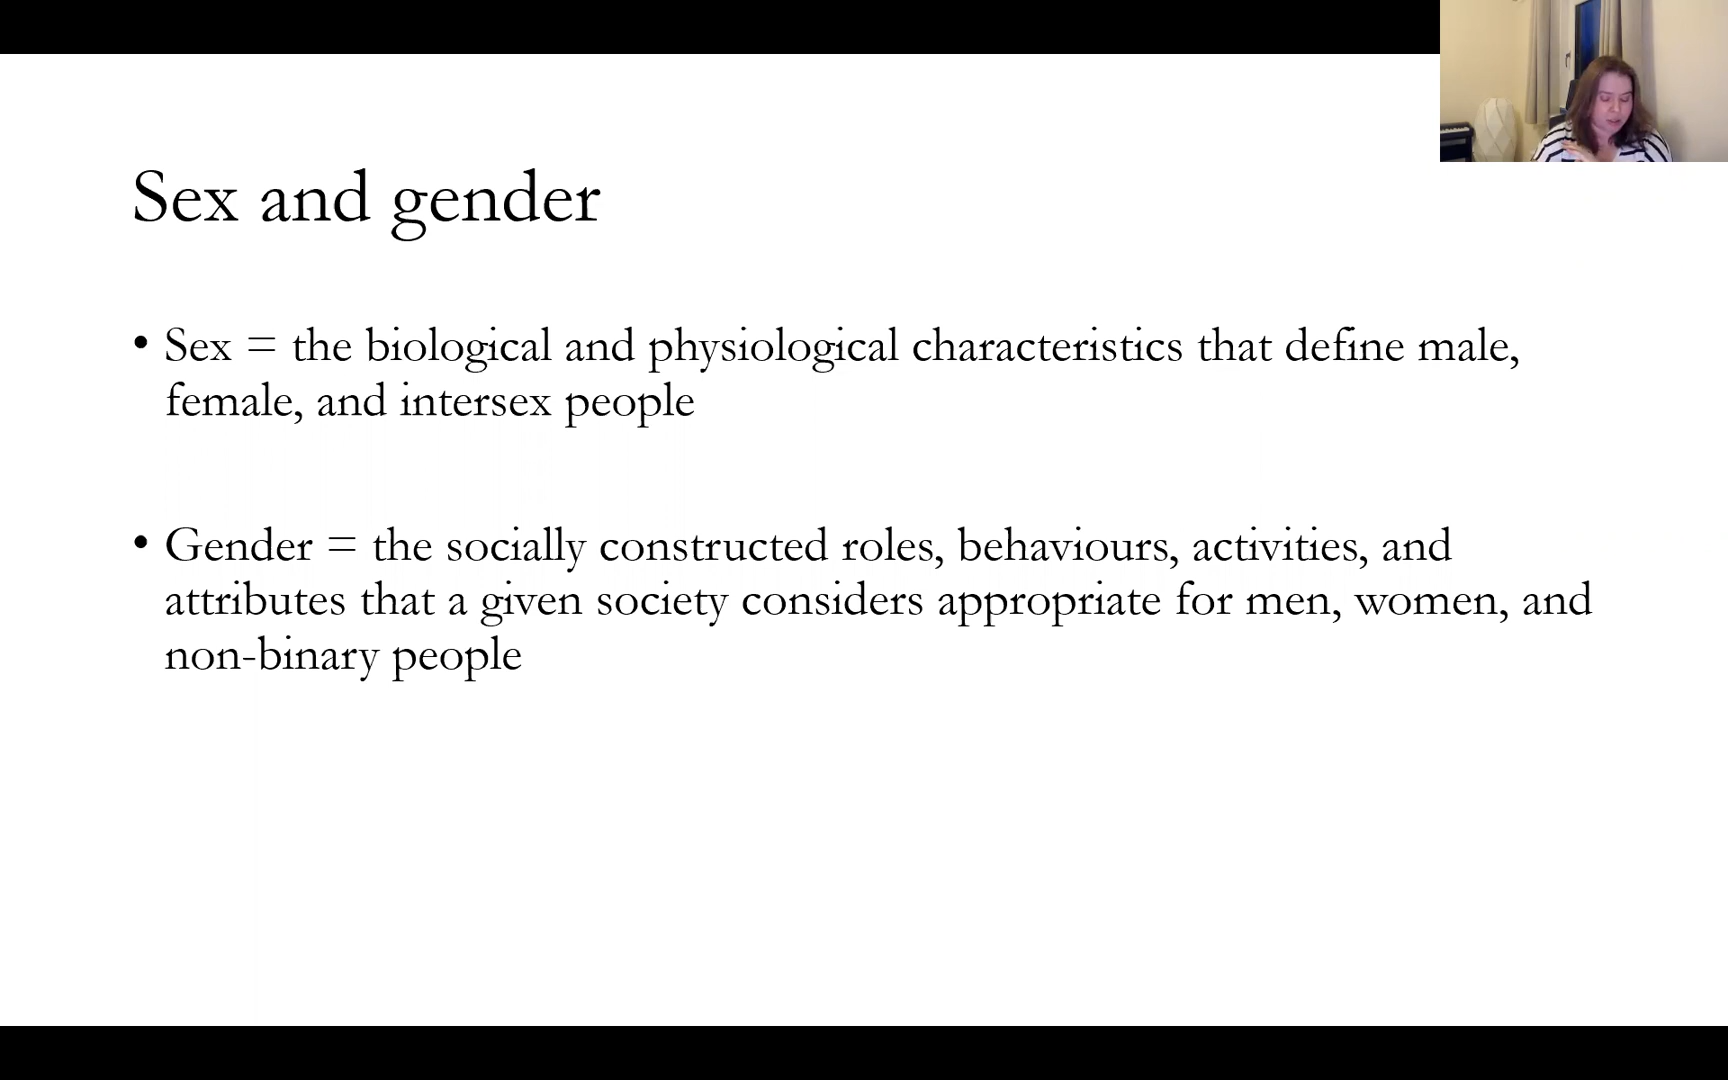 Sex and gender
• Sex = the biological and physiological characteristics that define male,
female, and intersex people
• Gender = the socially constructed roles, behaviours, activities, and
attributes that a given society considers appropriate for men, women, and
non-binary people